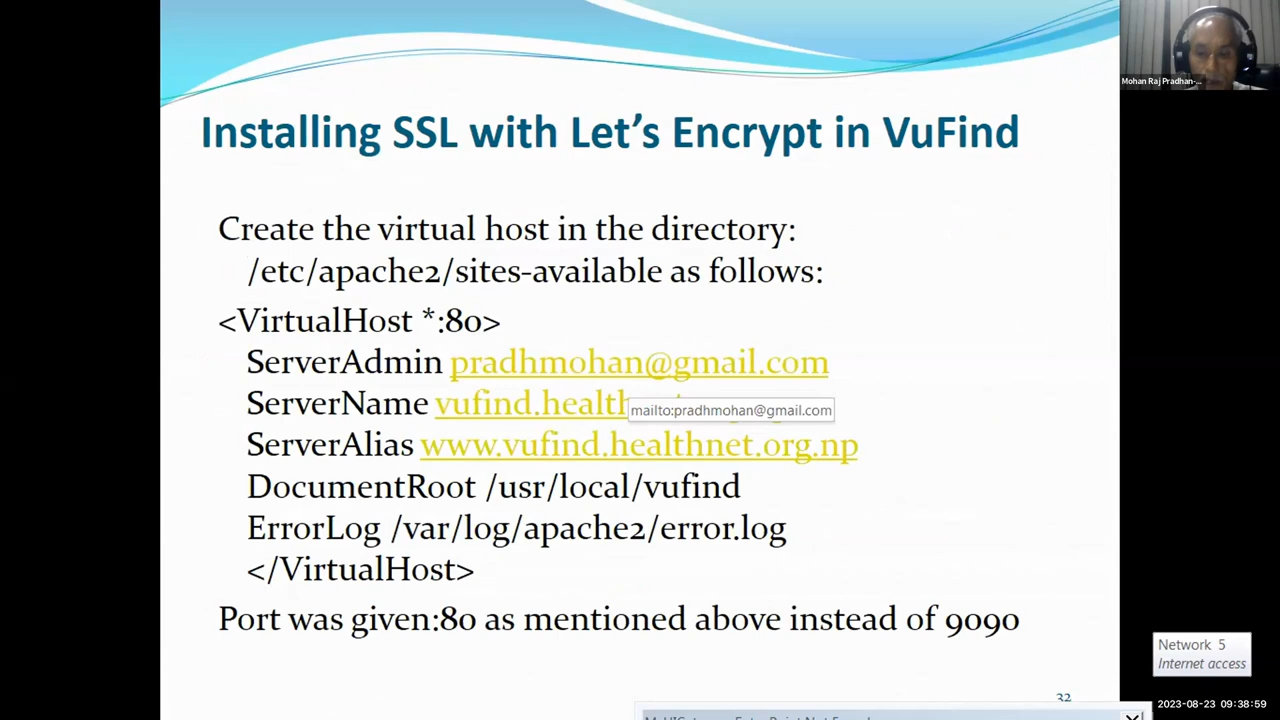 Installing SSL with Let's Encrypt in VuFind
Mohan Raj Pradhan-...
Create the virtual host in the directory:
/etc/apache2/sites-available as follows:
<VirtualHost *:80>
ServerAdmin pradhmohan@gmail.com
ServerName vufind.health
mailto:pradhmohan@gmail.com
ServerAlias www.vufind.healthnet.org.np
DocumentRoot /usr/local/vufind
ErrorLog /var/log/apache2/error.log
</VirtualHost>
Port was given:80 as mentioned above instead of 9090
Network 5
Internet access
32
2023-08-23 09:38:59